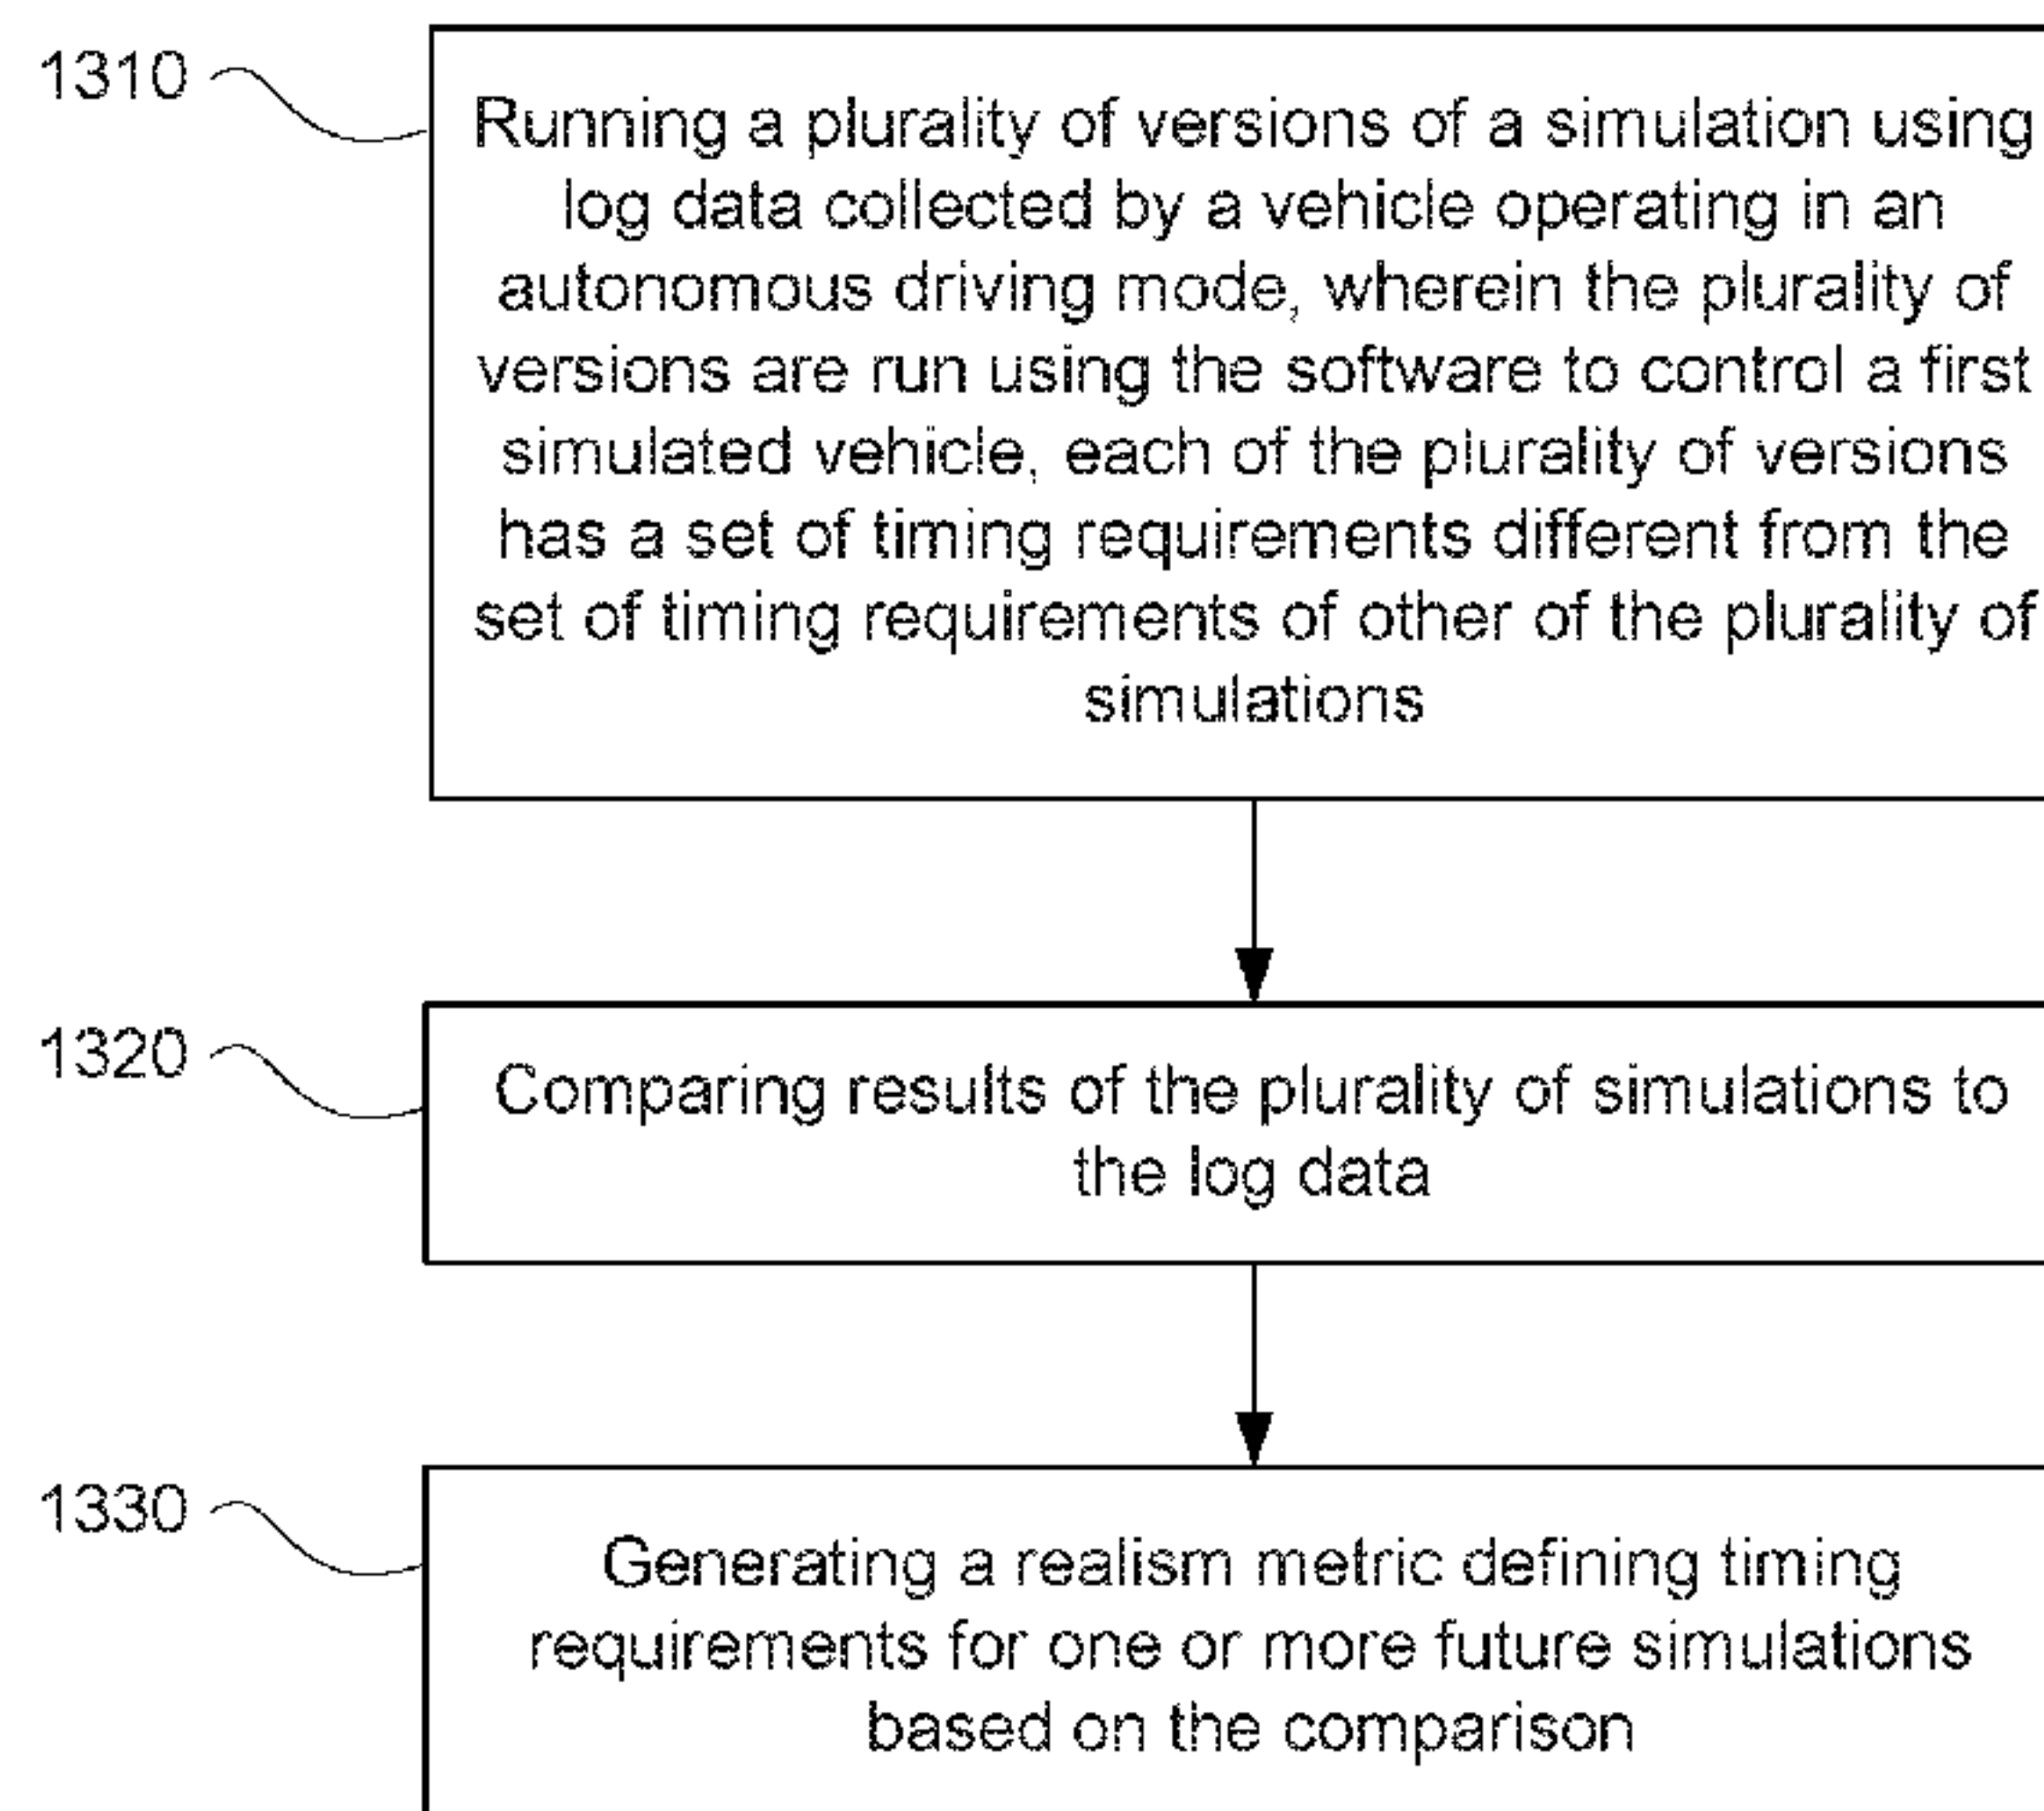 1310
Running a plurality of versions of a simulation using
log data collected by a vehicle operating in an
autonomous driving mode, wherein the plurality of
versions are run using the software to control a first
simulated vehicle, each of the plurality of versions
has a set of timing requirements different from the
set of timing requirements of other of the plurality of
simulations
1320
Comparing results of the plurality of simulations to
the log data
1330
Generating a realism metric defining timing
requirements for one or more future simulations
based on the comparison